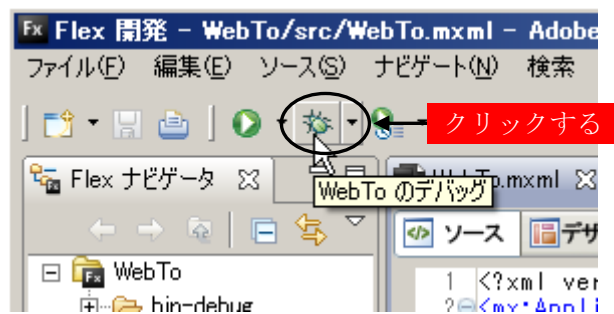 Fx Flex 開発 - WebTo/src/WebTo.mxml - Adobe
ファイル(F) 編集(E) ソース(S) ナビゲート(N) 検索
クリックする
Flex ナビゲータ
WebTo のデバッグ
.mxml
ソース
デザ
WebTo
1 <?xml ver
bin-debug
2 <mx:Appli